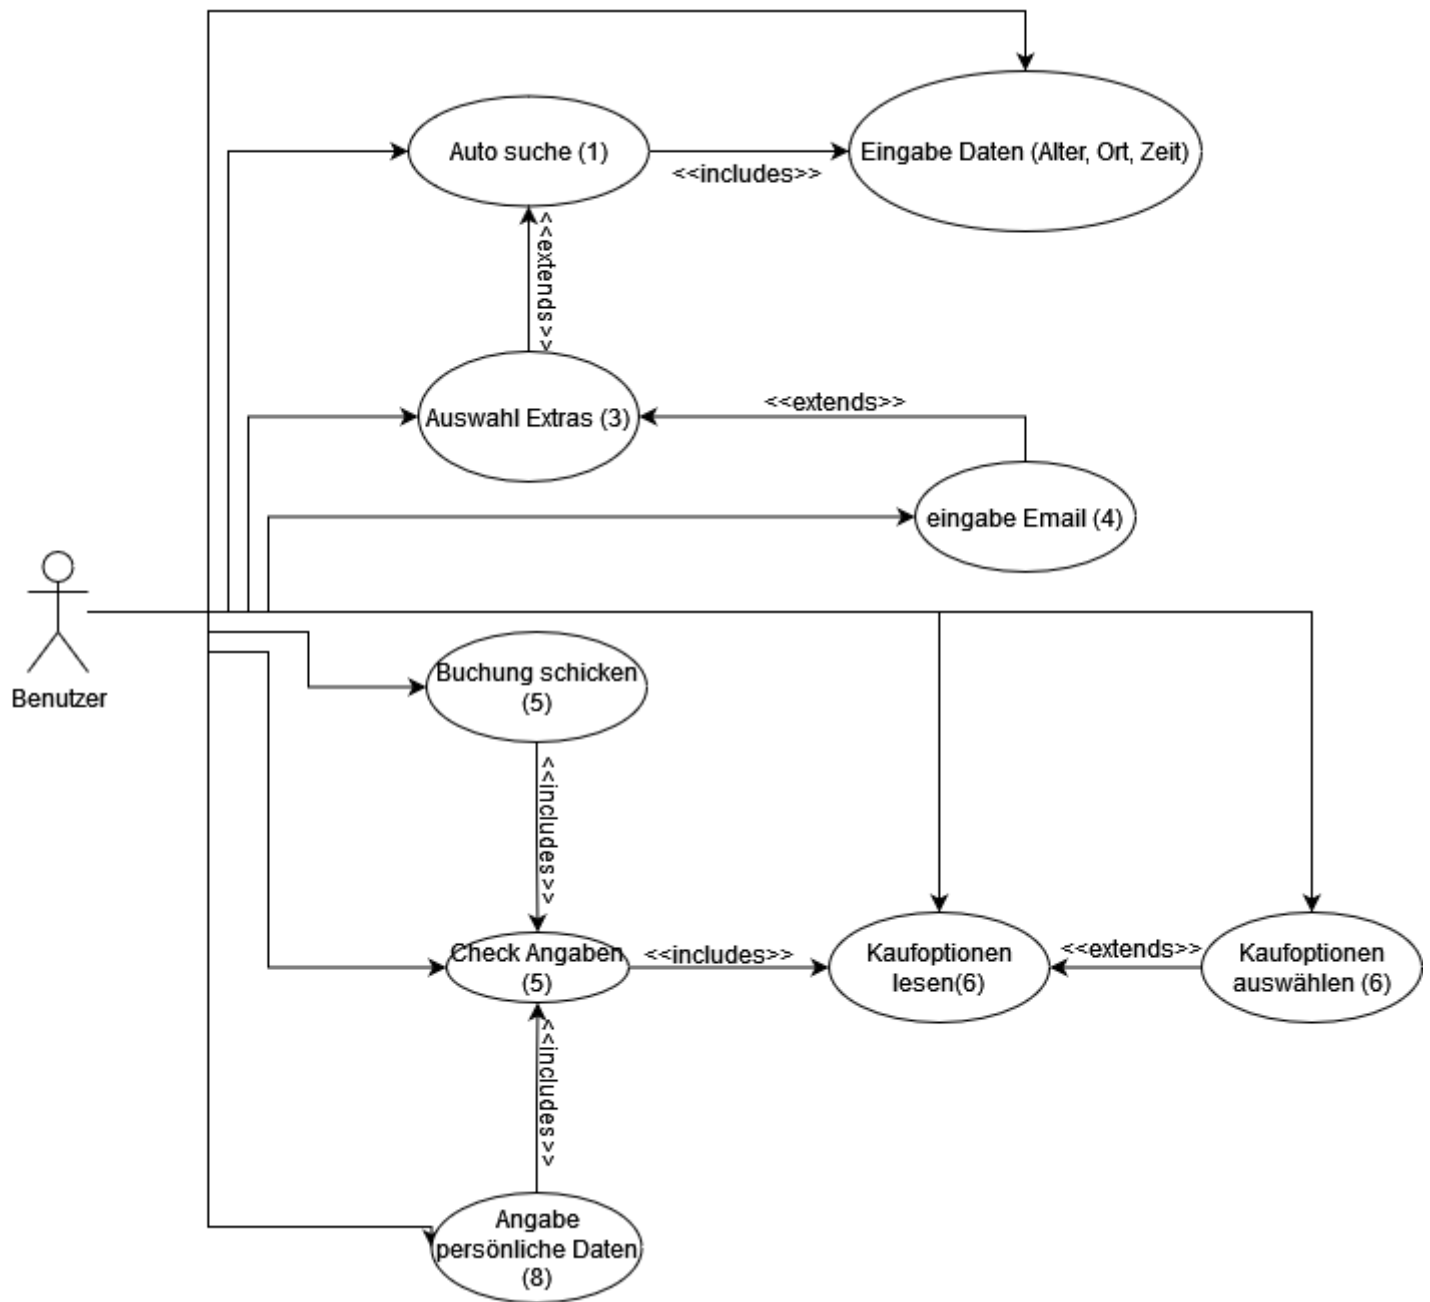 Auto suche (1)
<<includes>>
Eingabe Daten (Alter, Ort, Zeit)
<<extends>>
Auswahl Extras (3)
<<extends>>
eingabe Email (4)
Benutzer
Buchung schicken
(5)
<<includes>>
Check Angaben
(5)
<<includes>>
Kaufoptionen
lesen(6)
<<extends>>
Kaufoptionen
auswählen (6)
<<includes>>
Angabe
persönliche Daten
(8)